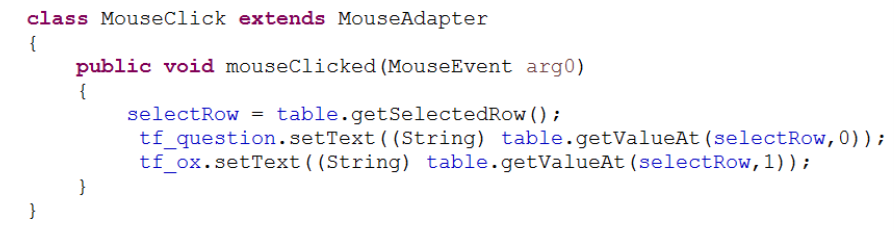 class MouseClick extends MouseAdapter
{
    public void mouseClicked(MouseEvent arg0)
    {
        selectRow = table.getSelectedRow();
         tf_question.setText((String) table.getValueAt(selectRow,0));
         tf_ox.setText((String) table.getValueAt(selectRow,1));
    }
}